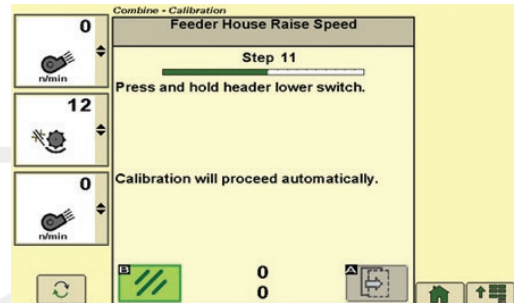 Combine - Calibration
0
n/min
12
0
n/min
Feeder House Raise Speed
Step 11
Press and hold header lower switch.
Calibration will proceed automatically.
B
0
0
A